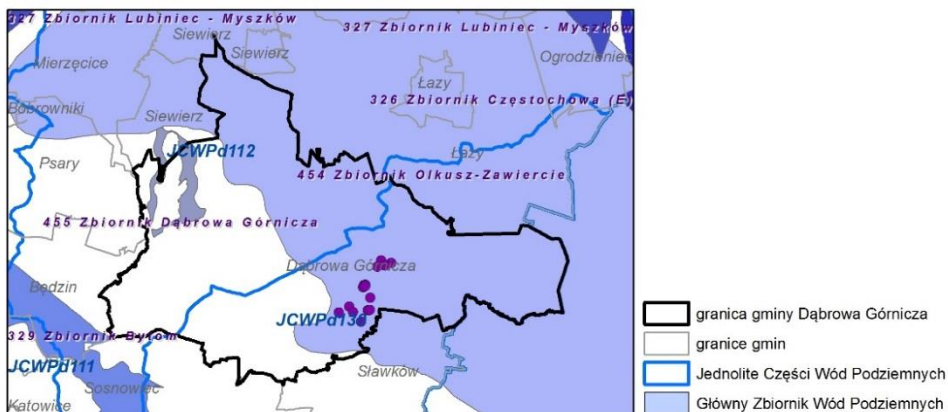 327 Zbiornik Lubiniec - Myszków
Siewierz
327 Zbiornik Lubiniec - Myszków
Siewierz
Mierzęcice
Ogrodzieniec
Łazy
326 Zbiornik Częstochowa (E)
Bobrowniki
Siewierz
JCWPd112
Psary
Łazy
454 Zbiornik Olkusz-Zawiercie
455 Zbiornik Dąbrowa Górnicza
Dąbrowa Górnicza
Będzin
JCWPd130
329 Zbiornik Bytom
JCWPd111
Sławków
Sosnowiec
Katowice
granica gminy Dąbrowa Górnicza
granice gmin
Jednolite Części Wód Podziemnych
Główny Zbiornik Wód Podziemnych